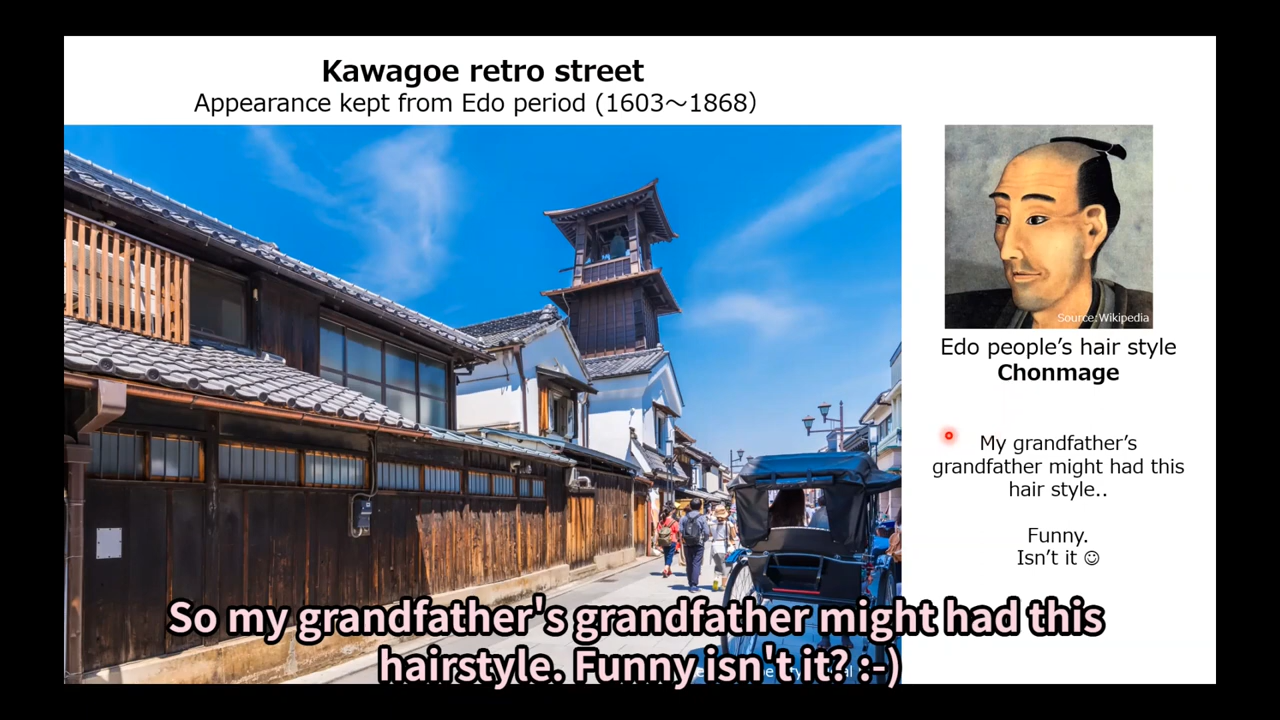 Kawagoe retro street
Appearance kept from Edo period (1603～1868)
Source:Wikipedia
Edo people's hair style
Chonmage
My grandfather's
grandfather might had this
hair style..
Funny.
Isn't it ☺
So my grandfather's grandfather might had this
hairstyle. Funny isn't it? :-)